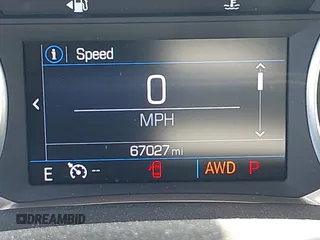 i Speed
0
MPH
67027 mi
E -- AWD P
DREAMBID